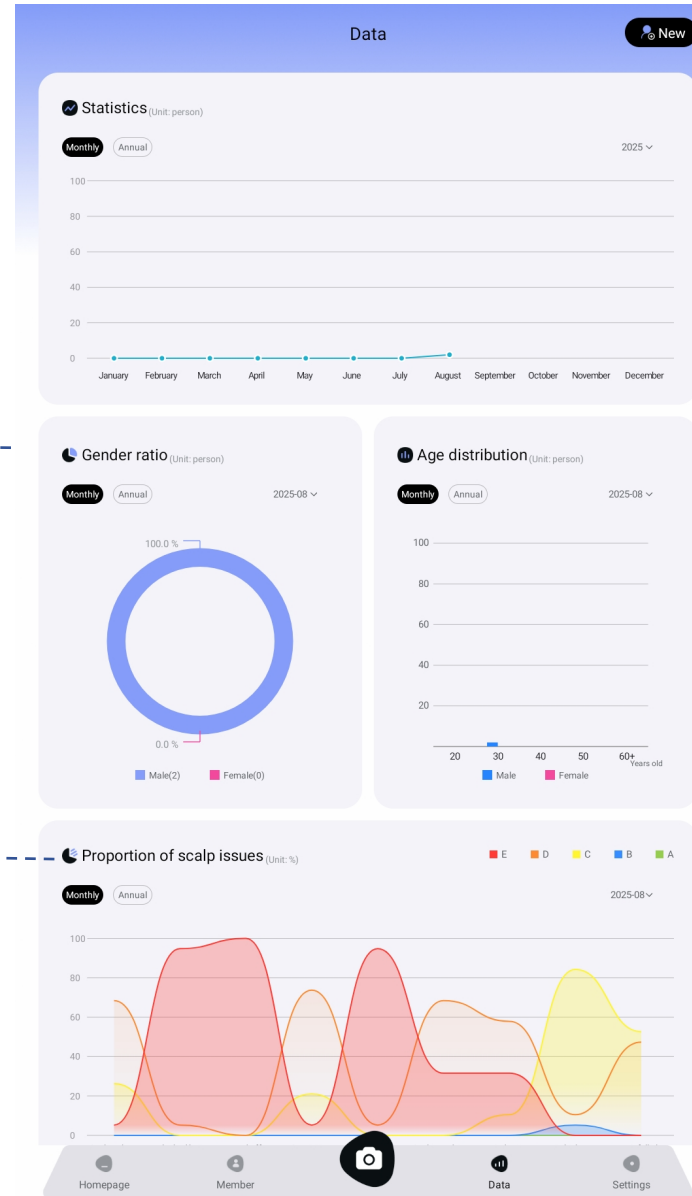 Data
New
Statistics (Unit: person)
Monthly Annual 2025
100
80
60
40
20
0
January February March April May June July August September October November December
Gender ratio (Unit: person)
Monthly Annual 2025-08
100.0 %
0.0 %
Male(2) Female(0)
Age distribution (Unit: person)
Monthly Annual 2025-08
100
80
60
40
20
20 30 40 50 60+
Years old
Male Female
Proportion of scalp issues (Unit: %)
E D C B A
Monthly Annual 2025-08
100
80
60
40
20
0
Homepage Member Data Settings